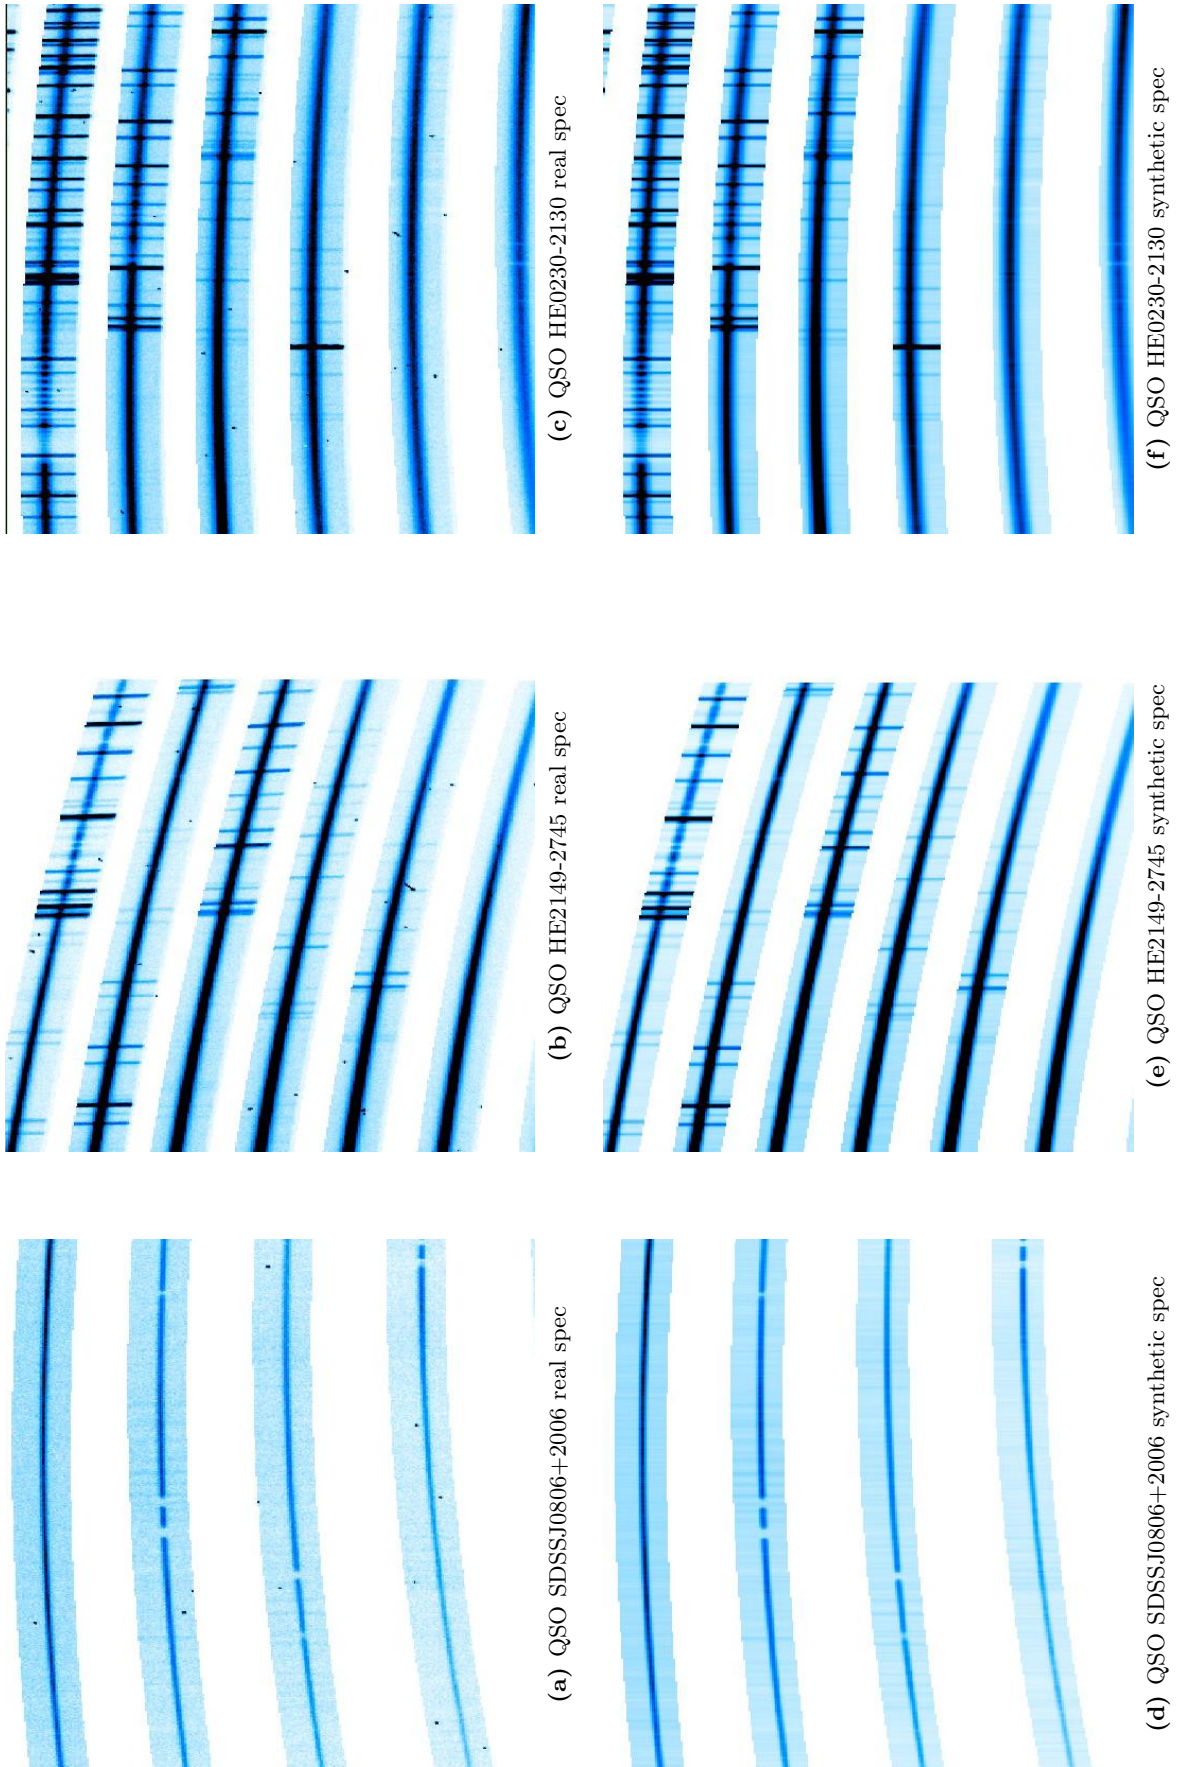 (a) QSO SDSSJ0806+2006 real spec
(b) QSO HE2149-2745 real spec
(c) QSO HE0230-2130 real spec
(d) QSO SDSSJ0806+2006 synthetic spec
(e) QSO HE2149-2745 synthetic spec
(f) QSO HE0230-2130 synthetic spec